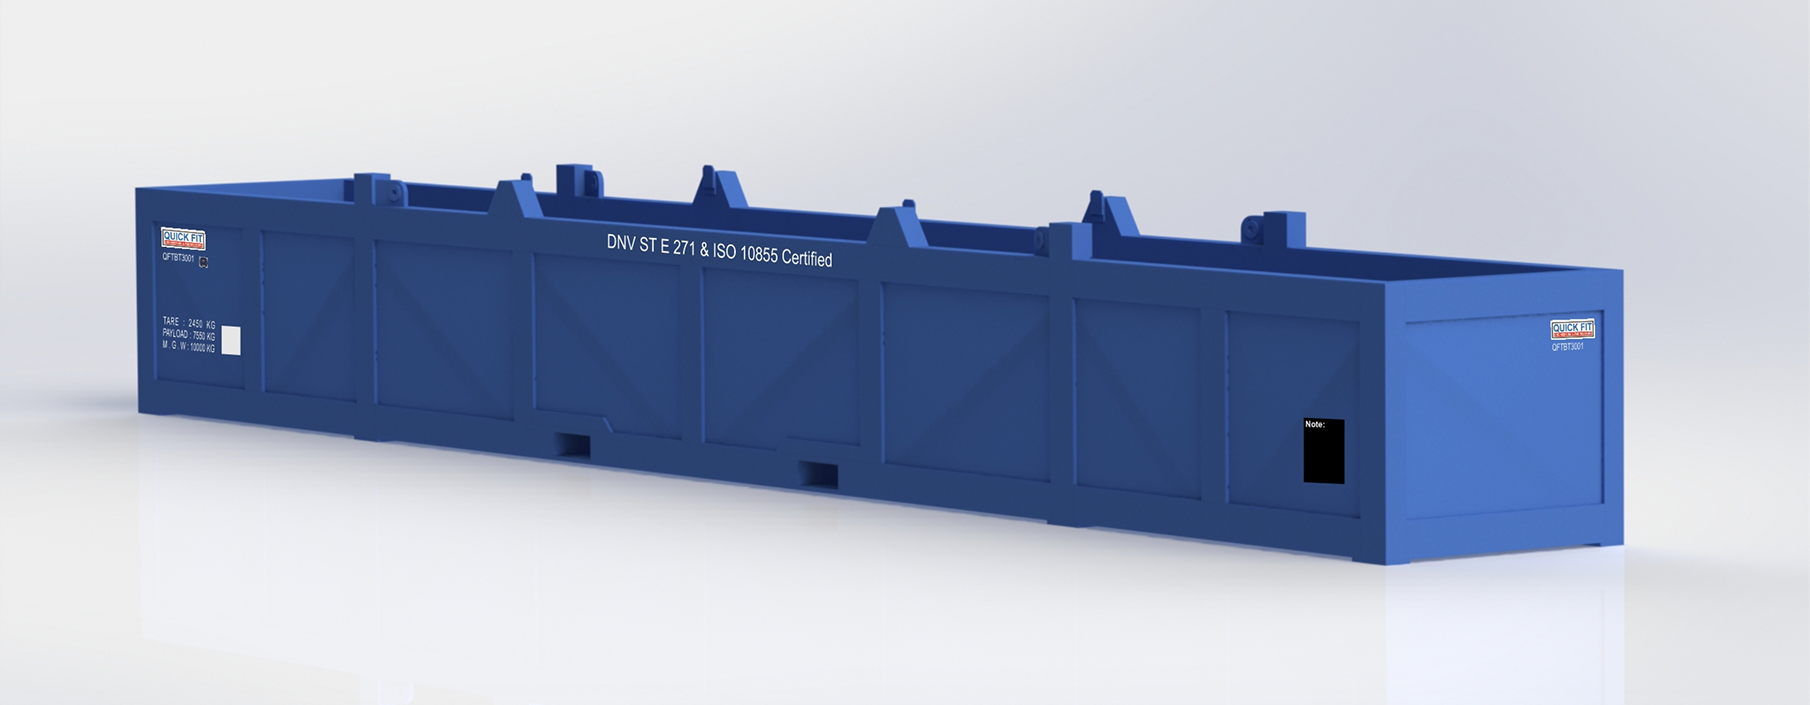 DNV ST E 271 & ISO 10855 Certified
QUICK FIT
QFTBT3001
TARE : 2450 KG
PAYLOAD : 7550 KG
M . G . W : 10000 KG
Note:
QUICK FIT
QFTBT3001